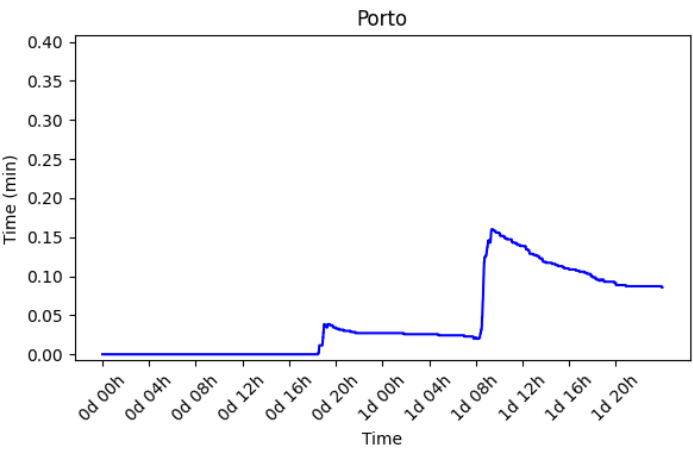 Porto
0.40
0.35
0.30
0.25
0.20
0.15
0.10
0.05
0.00
Time (min)
0d 00h
0d 04h
0d 08h
0d 12h
0d 16h
0d 20h
1d 00h
1d 04h
1d 08h
1d 12h
1d 16h
1d 20h
Time